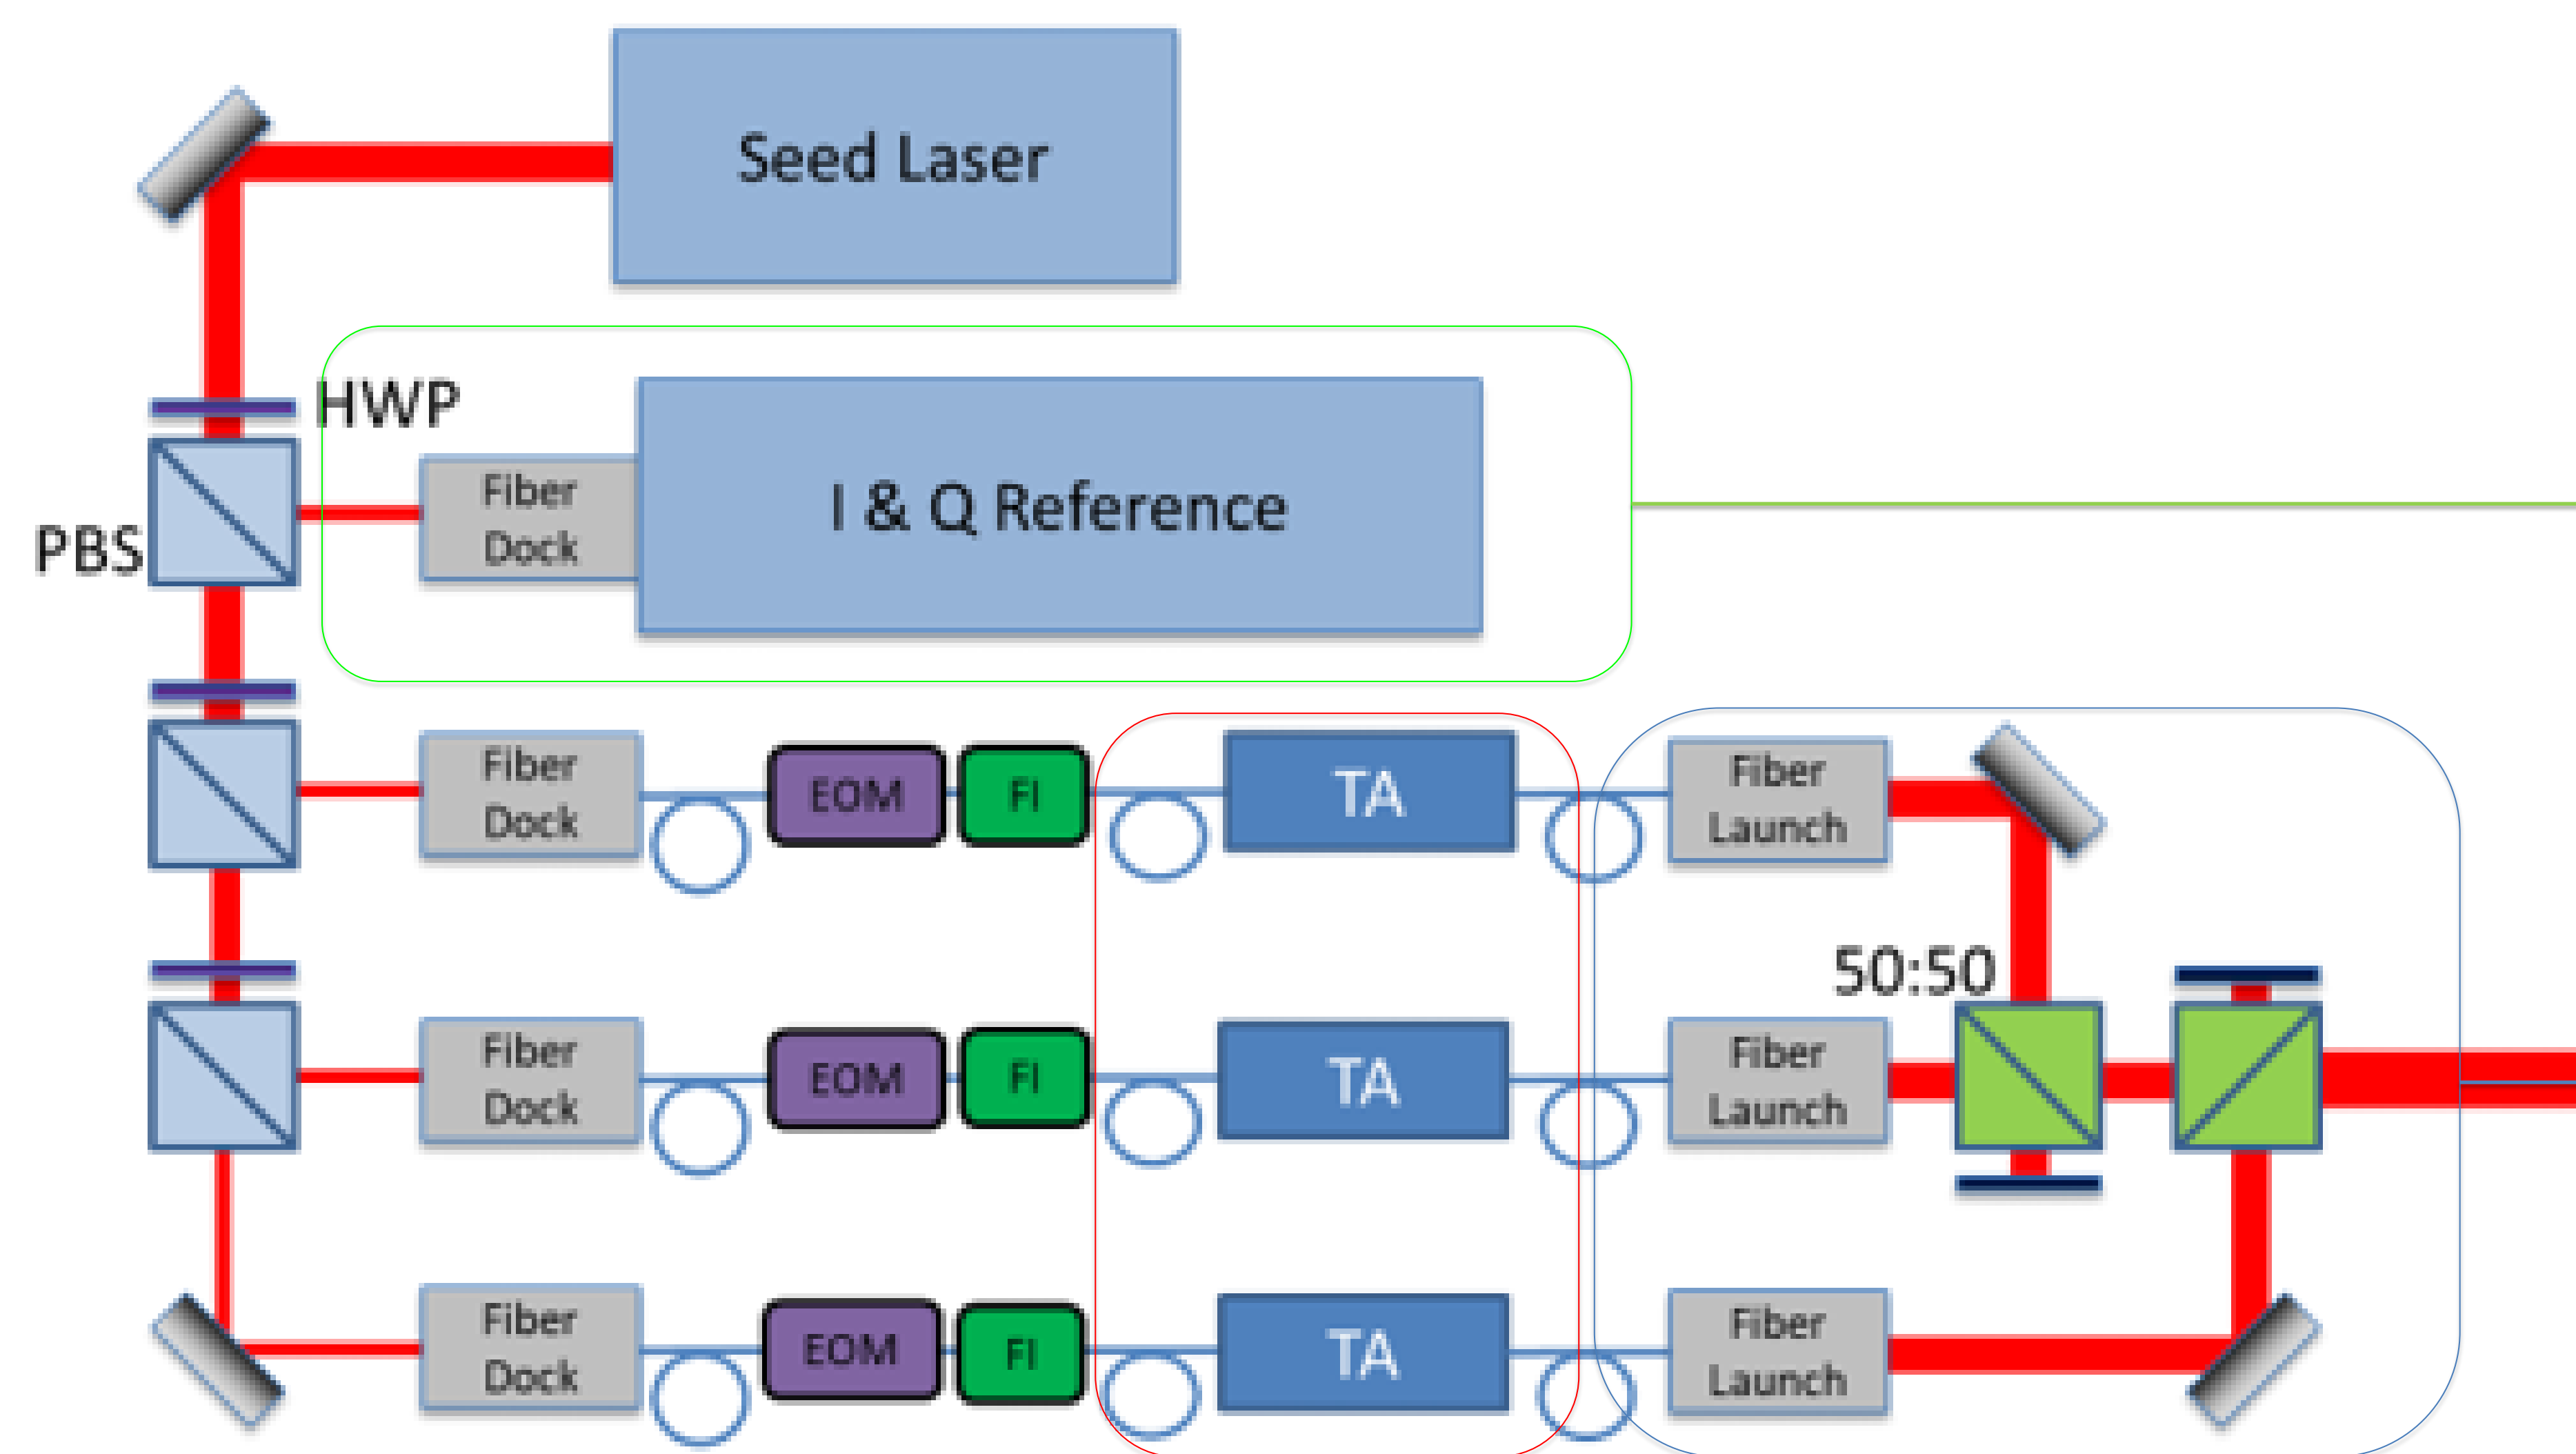 Seed Laser
HWP
PBS
Fiber
Dock
I & Q Reference
Fiber
Dock
EOM
FI
TA
Fiber
Launch
50:50
Fiber
Dock
EOM
FI
TA
Fiber
Launch
Fiber
Dock
EOM
FI
TA
Fiber
Launch